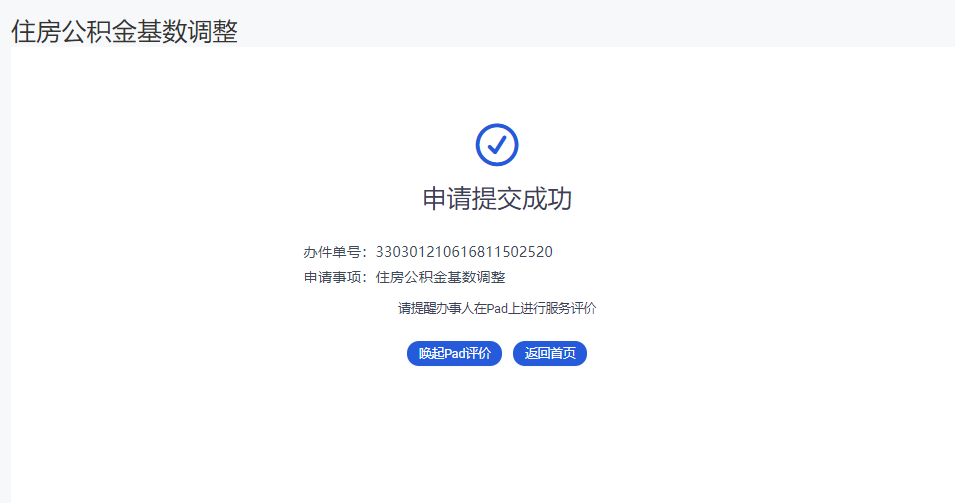 住房公积金基数调整
申请提交成功
办件单号：330301210616811502520
申请事项：住房公积金基数调整
请提醒办事人在Pad上进行服务评价
唤起Pad评价 返回首页